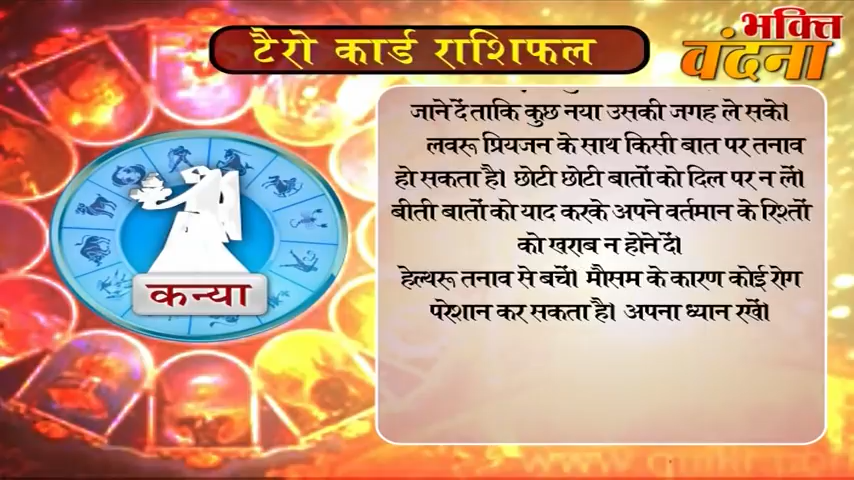 टैरो कार्ड राशिफल
भक्ति
वंदना
जाने दें ताकि कुछ नया उसकी जगह ले सके।
लवरू प्रियजन के साथ किसी बात पर तनाव
हो सकता है। छोटी छोटी बातों को दिल पर न लें।
बीती बातों को याद करके अपने वर्तमान के रिश्तों
को खराब न होने दें।
हेल्थरू तनाव से बचें। मौसम के कारण कोई रोग
परेशान कर सकता है। अपना ध्यान रखें।
कन्या